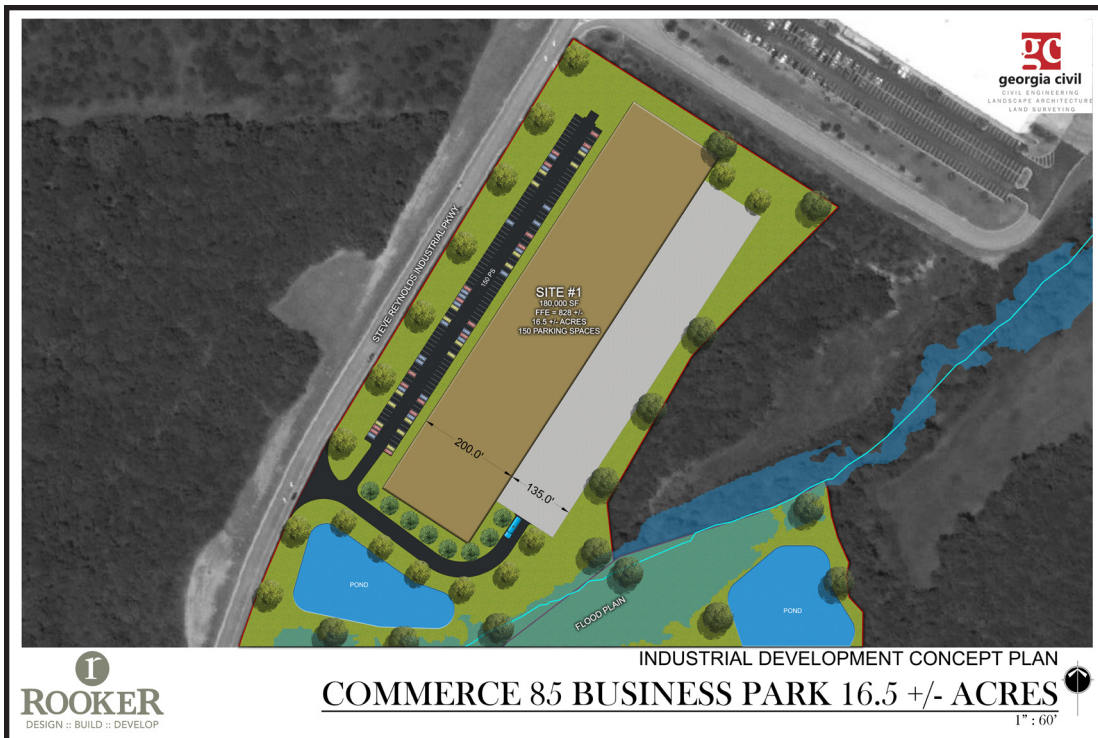 gc
georgia civil
CIVIL ENGINEERING
LANDSCAPE ARCHITECTURE
LAND SURVEYING
STEVE REYNOLDS INDUSTRIAL PKWY
150 PS
SITE #1
180,000 SF
FFE = 828 +/-
16.5 +/- ACRES
150 PARKING SPACES
200.0'
135.0'
POND
FLOOD PLAIN
POND
r
ROOKER
DESIGN :: BUILD :: DEVELOP
INDUSTRIAL DEVELOPMENT CONCEPT PLAN
COMMERCE 85 BUSINESS PARK 16.5 +/- ACRES
1" : 60'